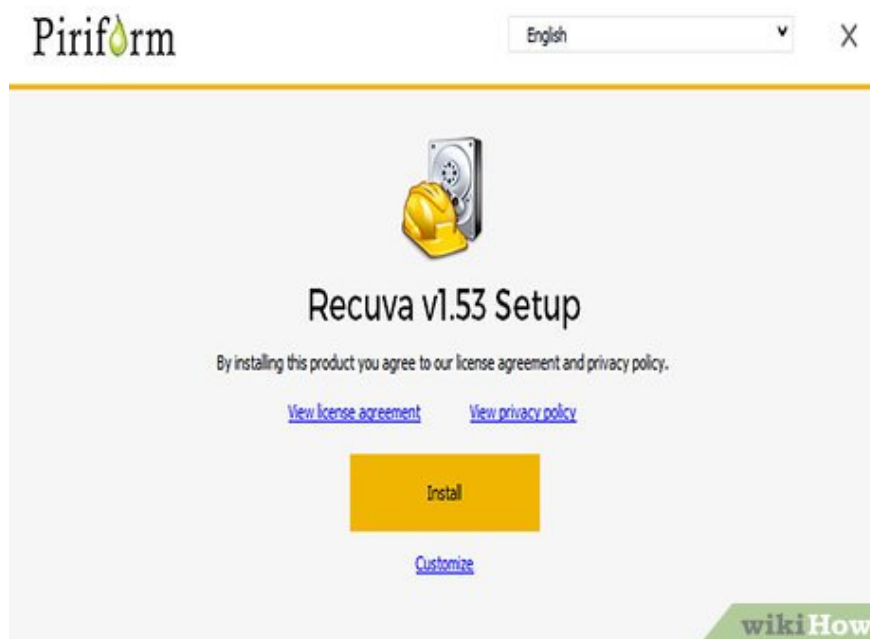 Piriform
English
X
Recuva v1.53 Setup
By installing this product you agree to our license agreement and privacy policy.
View license agreement View privacy policy
Install
Customize
wikiHow